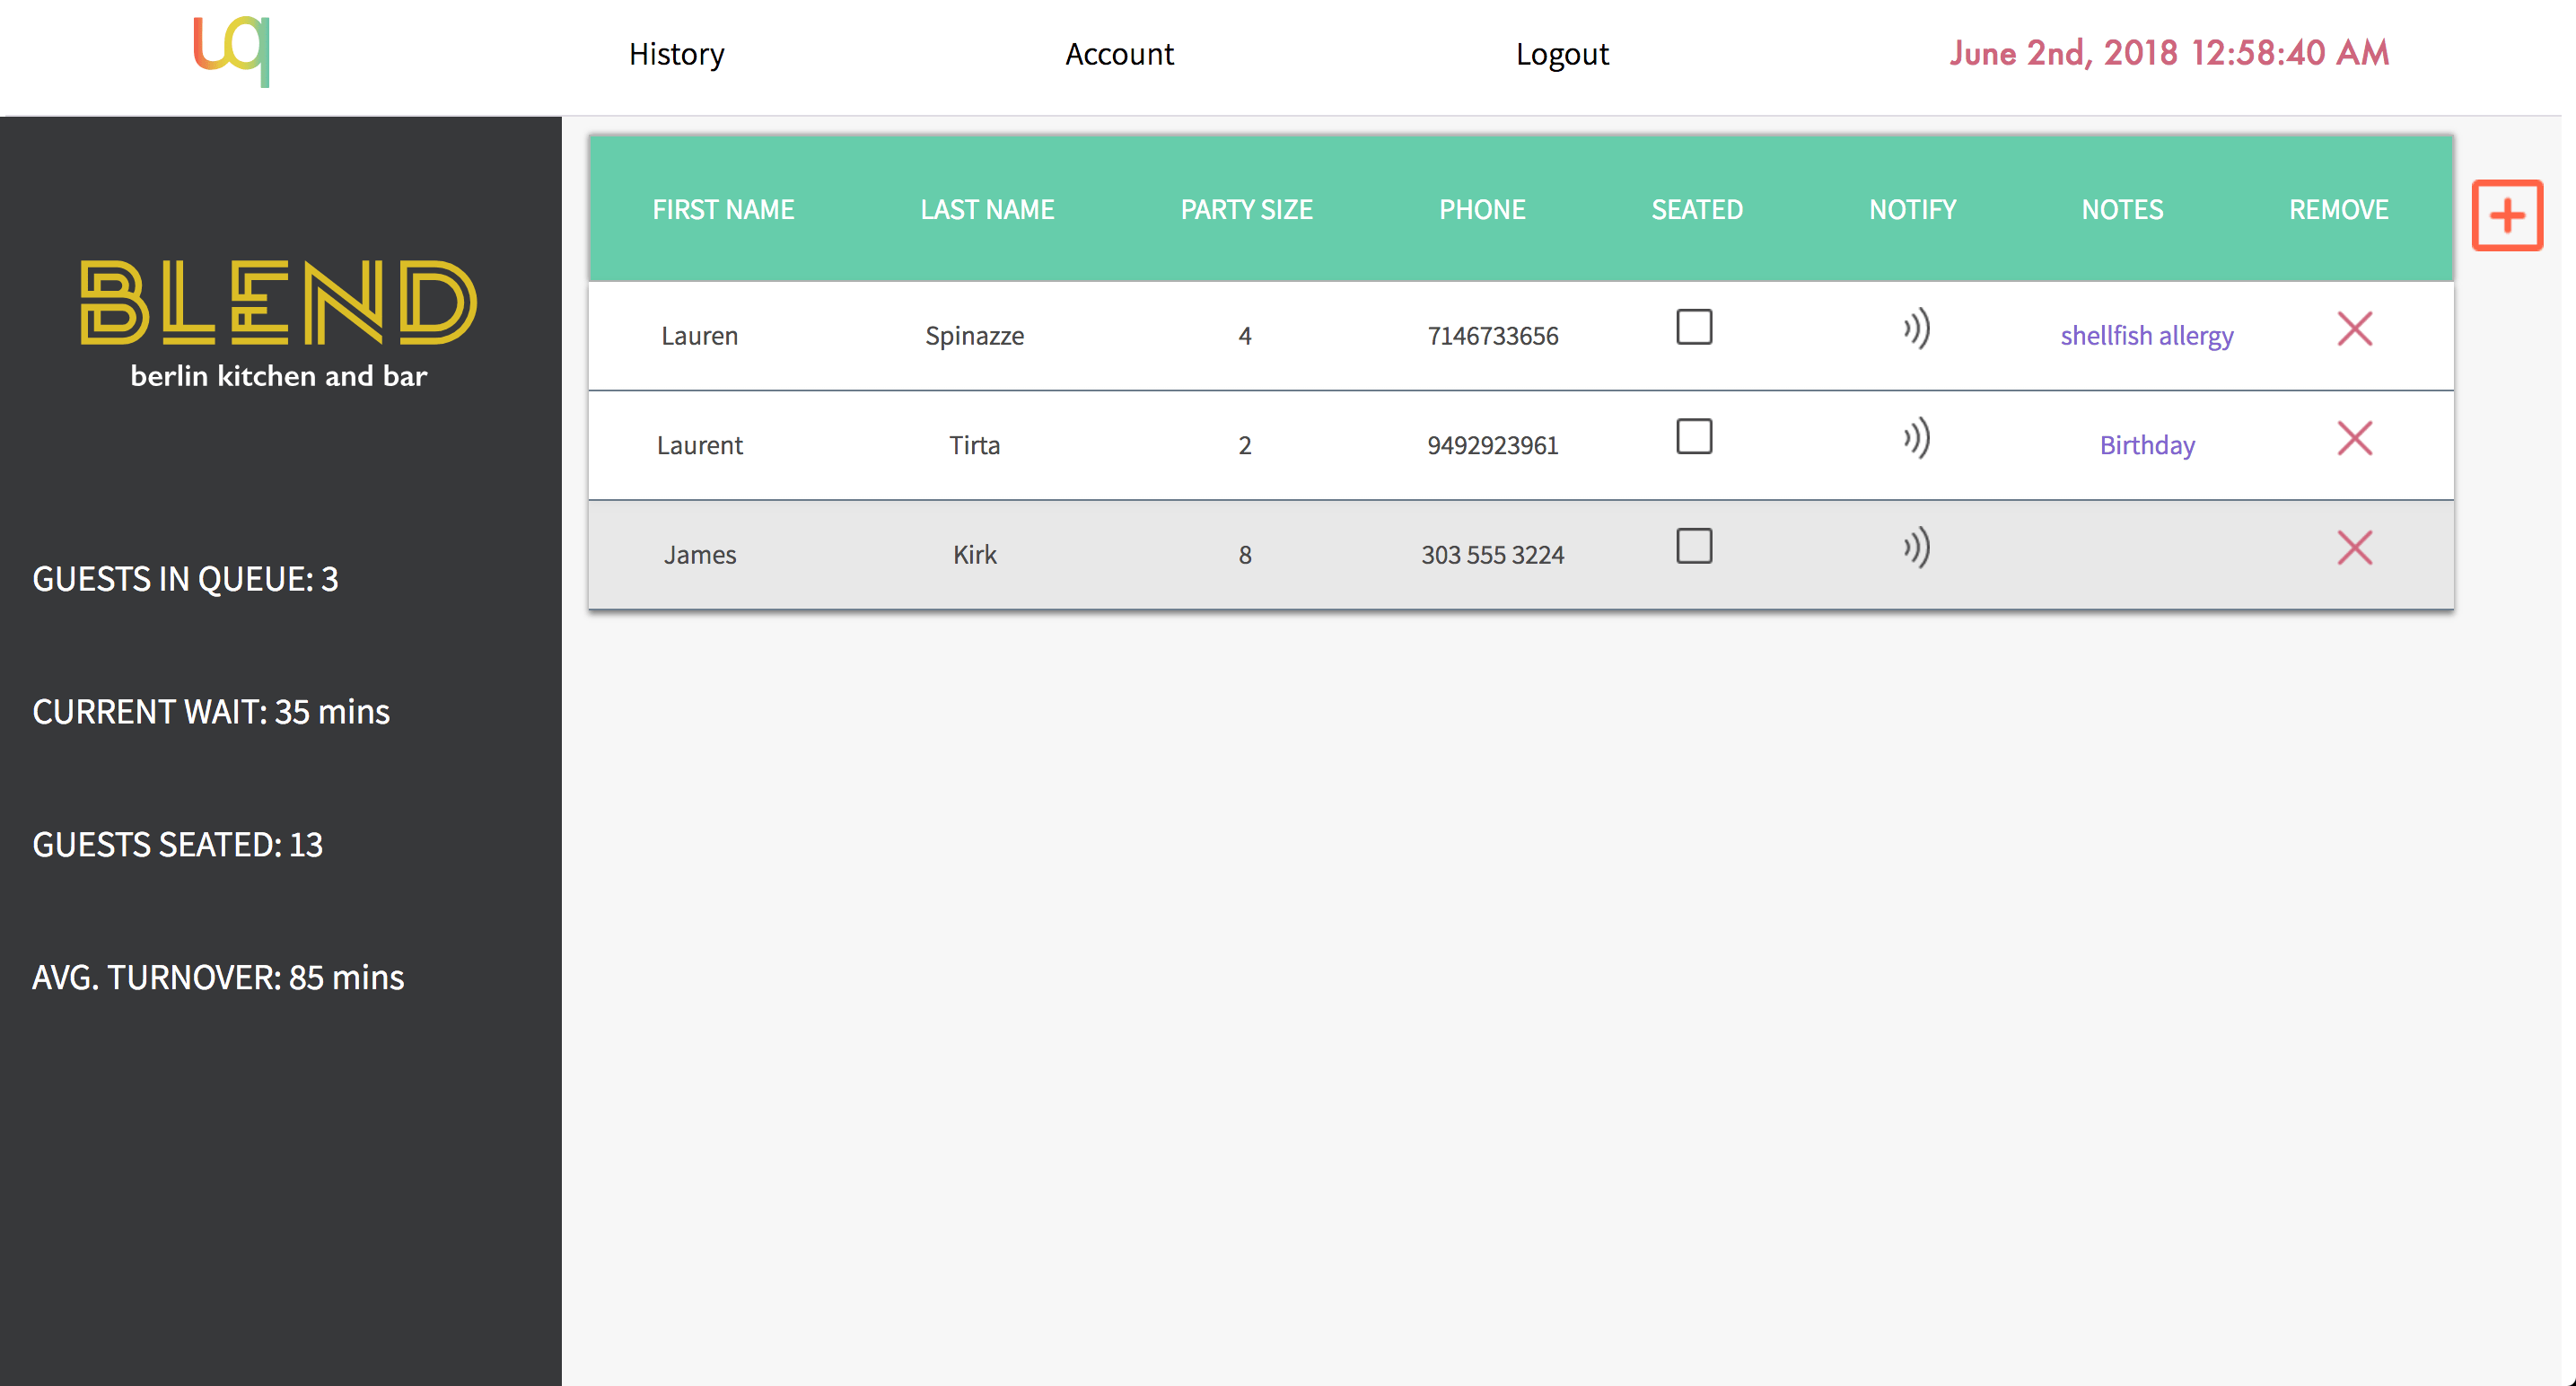 uq
History Account Logout June 2nd, 2018 12:58:40 AM
BLEND
berlin kitchen and bar
GUESTS IN QUEUE: 3
CURRENT WAIT: 35 mins
GUESTS SEATED: 13
AVG. TURNOVER: 85 mins
FIRST NAME LAST NAME PARTY SIZE PHONE SEATED NOTIFY NOTES REMOVE
Lauren Spinazze 4 7146733656 shellfish allergy
Laurent Tirta 2 9492923961 Birthday
James Kirk 8 303 555 3224